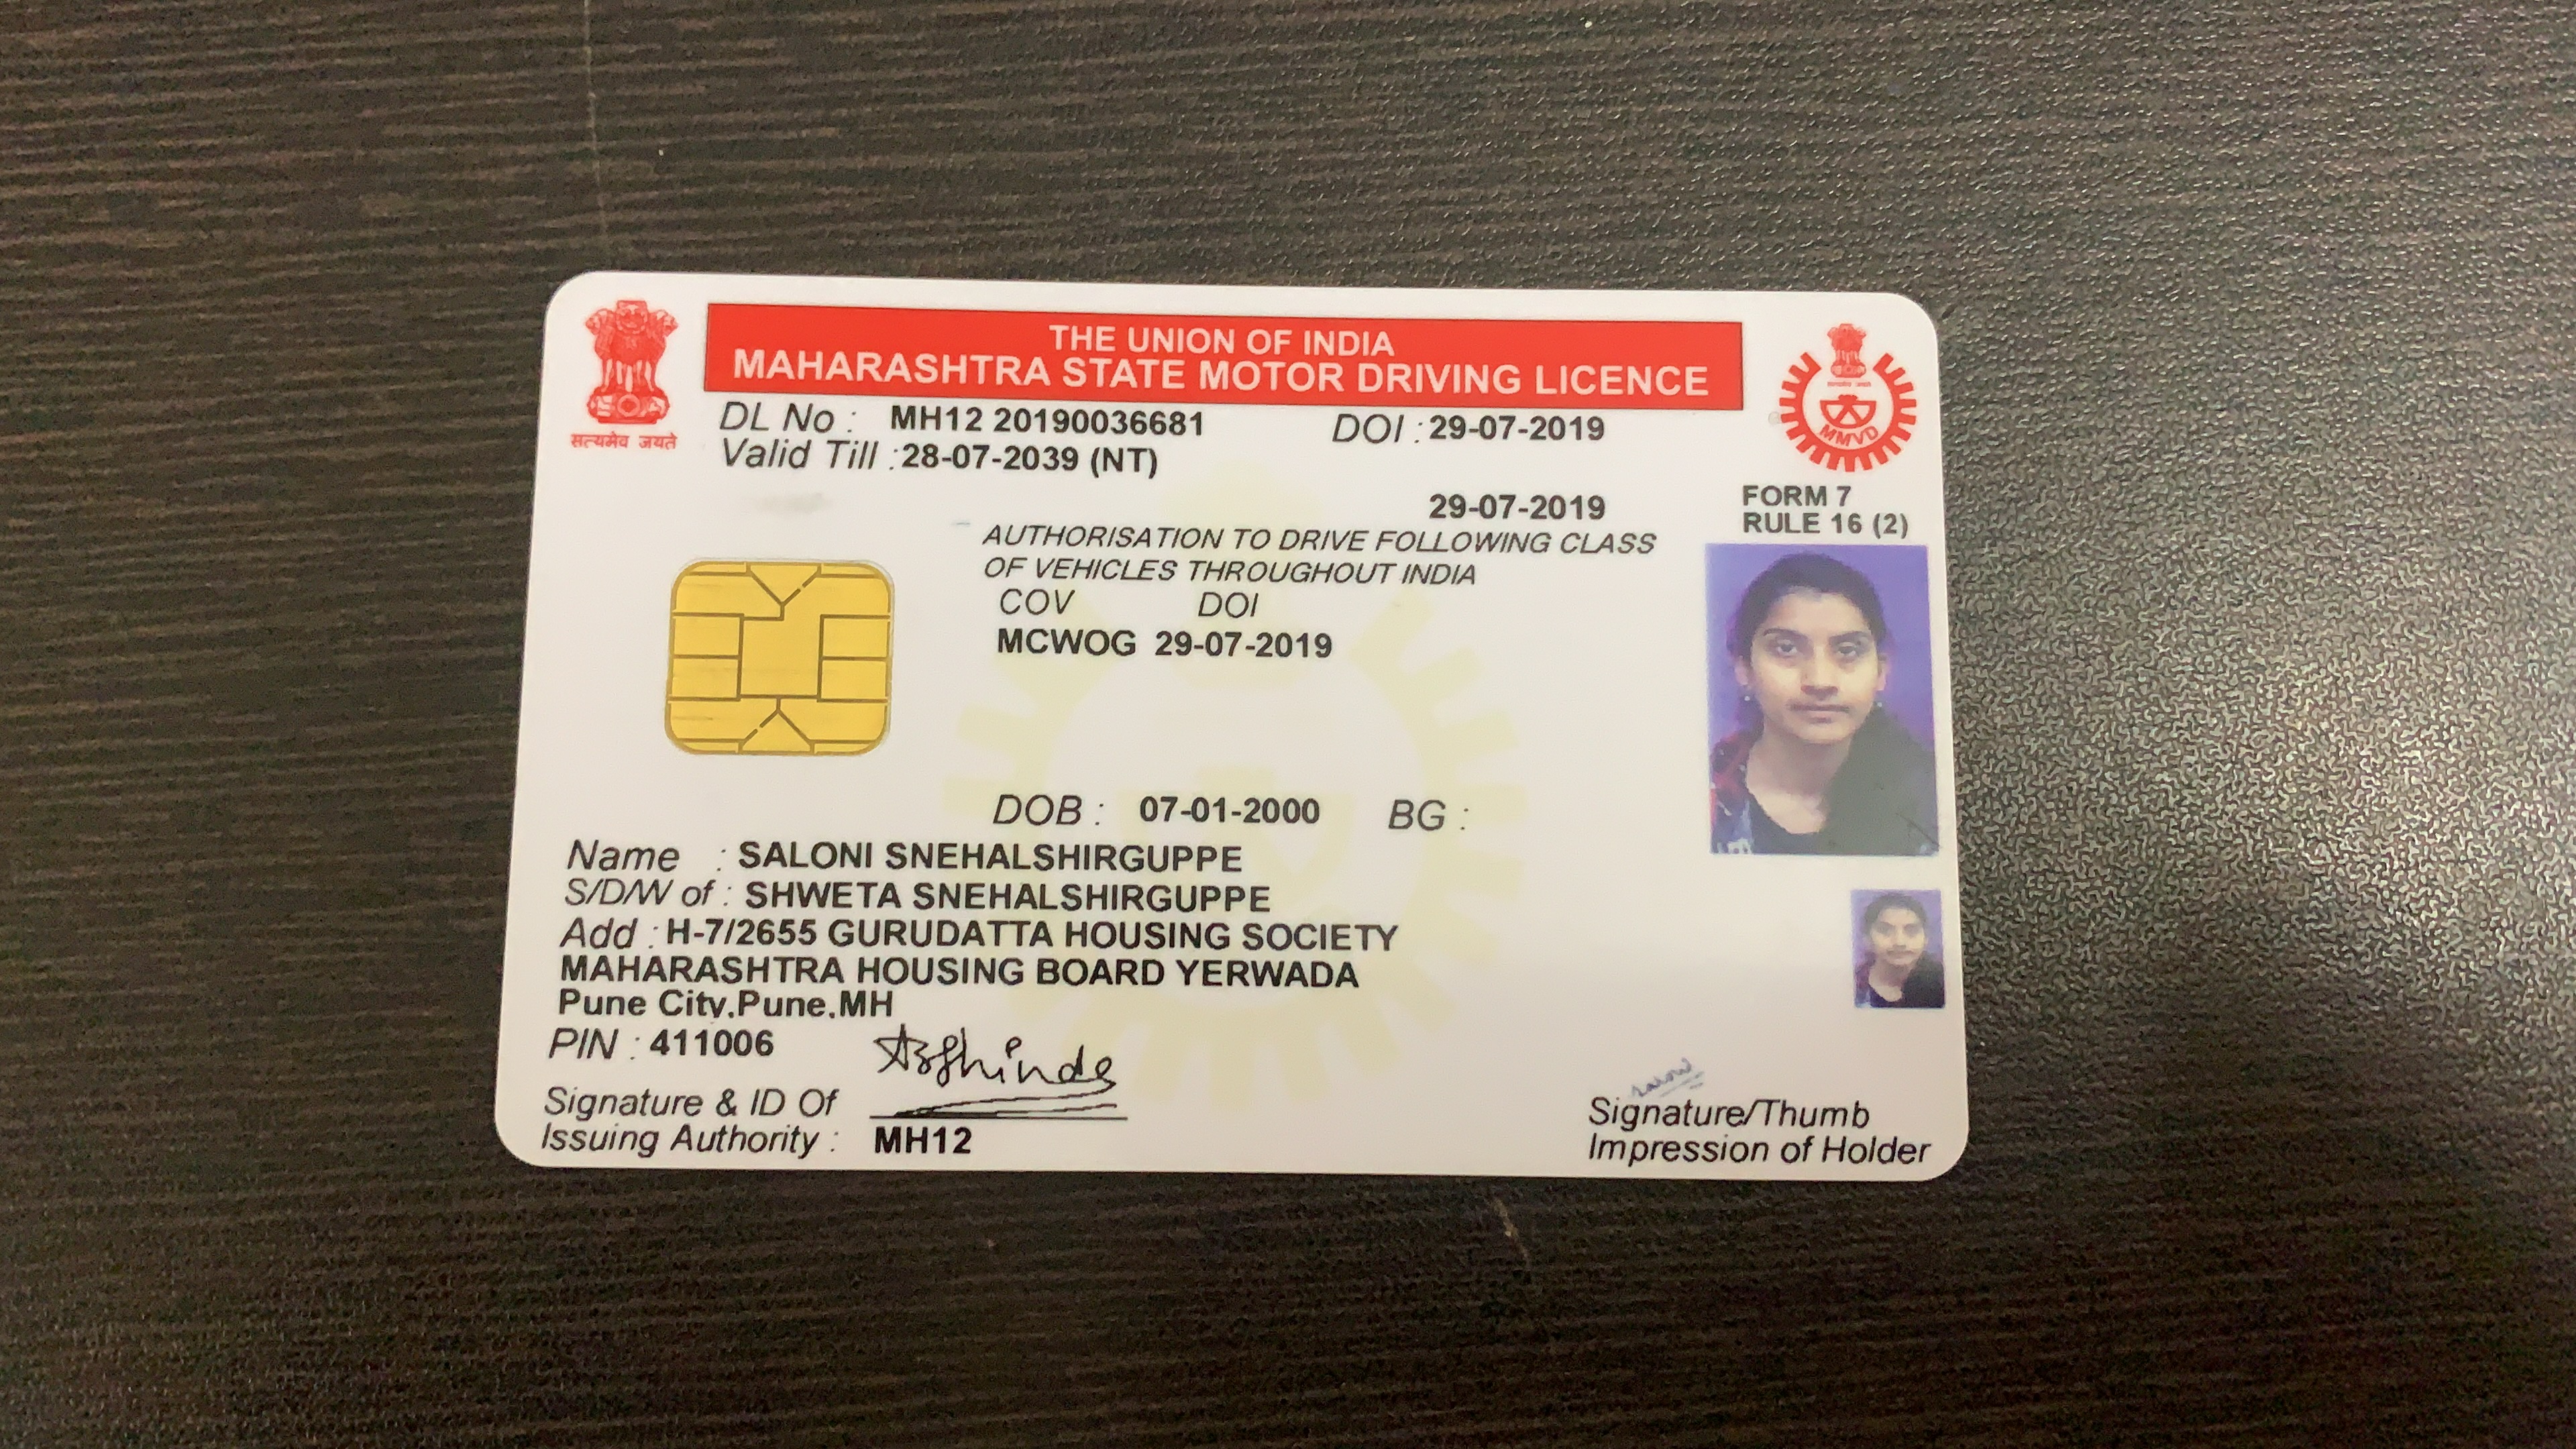 THE UNION OF INDIA
MAHARASHTRA STATE MOTOR DRIVING LICENCE
सत्यमेव जयते
DL No : MH12 20190036681 DOI : 29-07-2019
Valid Till : 28-07-2039 (NT)
29-07-2019
FORM 7
RULE 16 (2)
AUTHORISATION TO DRIVE FOLLOWING CLASS
OF VEHICLES THROUGHOUT INDIA
COV DOI
MCWOG 29-07-2019
DOB : 07-01-2000 BG :
Name : SALONI SNEHALSHIRGUPPE
S/D/W of : SHWETA SNEHALSHIRGUPPE
Add : H-7/2655 GURUDATTA HOUSING SOCIETY
MAHARASHTRA HOUSING BOARD YERWADA
Pune City,Pune,MH
PIN : 411006
Signature & ID Of
Issuing Authority : MH12
Signature/Thumb
Impression of Holder
MMVD